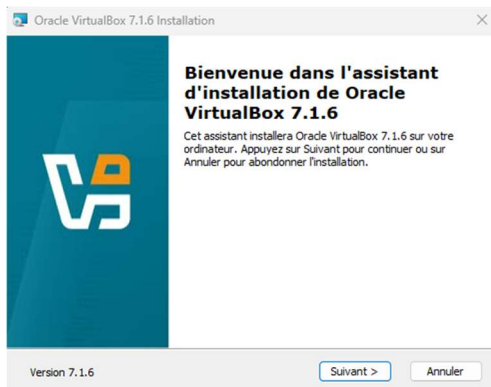 Oracle VirtualBox 7.1.6 Installation
Bienvenue dans l'assistant
d'installation de Oracle
VirtualBox 7.1.6
Cet assistant installera Oracle VirtualBox 7.1.6 sur votre
ordinateur. Appuyez sur Suivant pour continuer ou sur
Annuler pour abondonner l'installation.
Version 7.1.6
Suivant >
Annuler